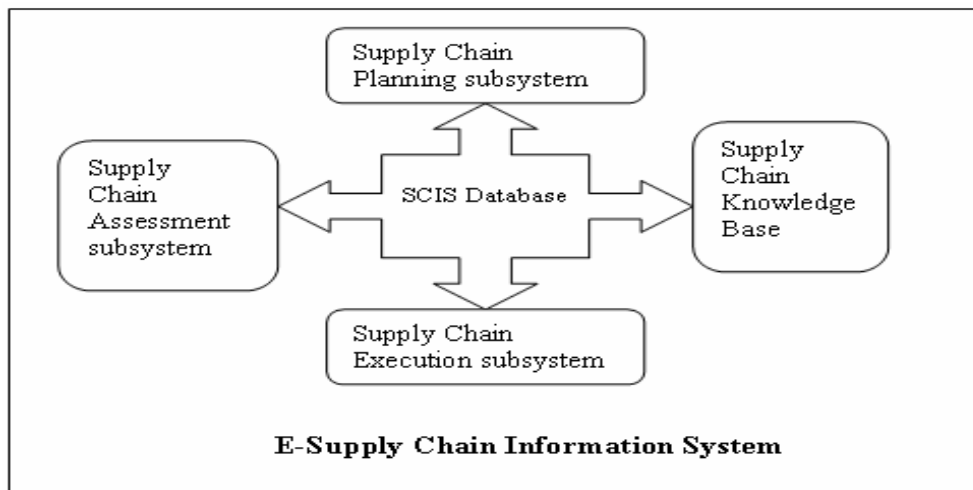 Supply Chain
Planning subsystem
Supply
Chain
Assessment
subsystem
SCIS Database
Supply
Chain
Knowledge
Base
Supply Chain
Execution subsystem
E-Supply Chain Information System